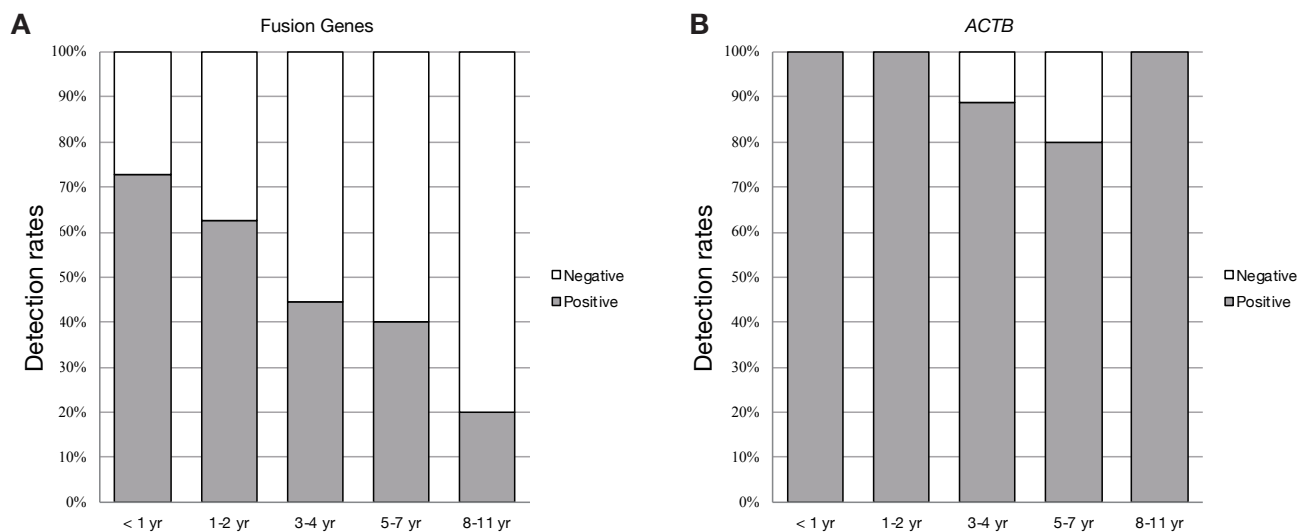 A
Fusion Genes
Detection rates
100%
90%
80%
70%
60%
50%
40%
30%
20%
10%
0%
< 1 yr
1-2 yr
3-4 yr
5-7 yr
8-11 yr
Negative
Positive
B
ACTB
Detection rates
100%
90%
80%
70%
60%
50%
40%
30%
20%
10%
0%
< 1 yr
1-2 yr
3-4 yr
5-7 yr
8-11 yr
Negative
Positive